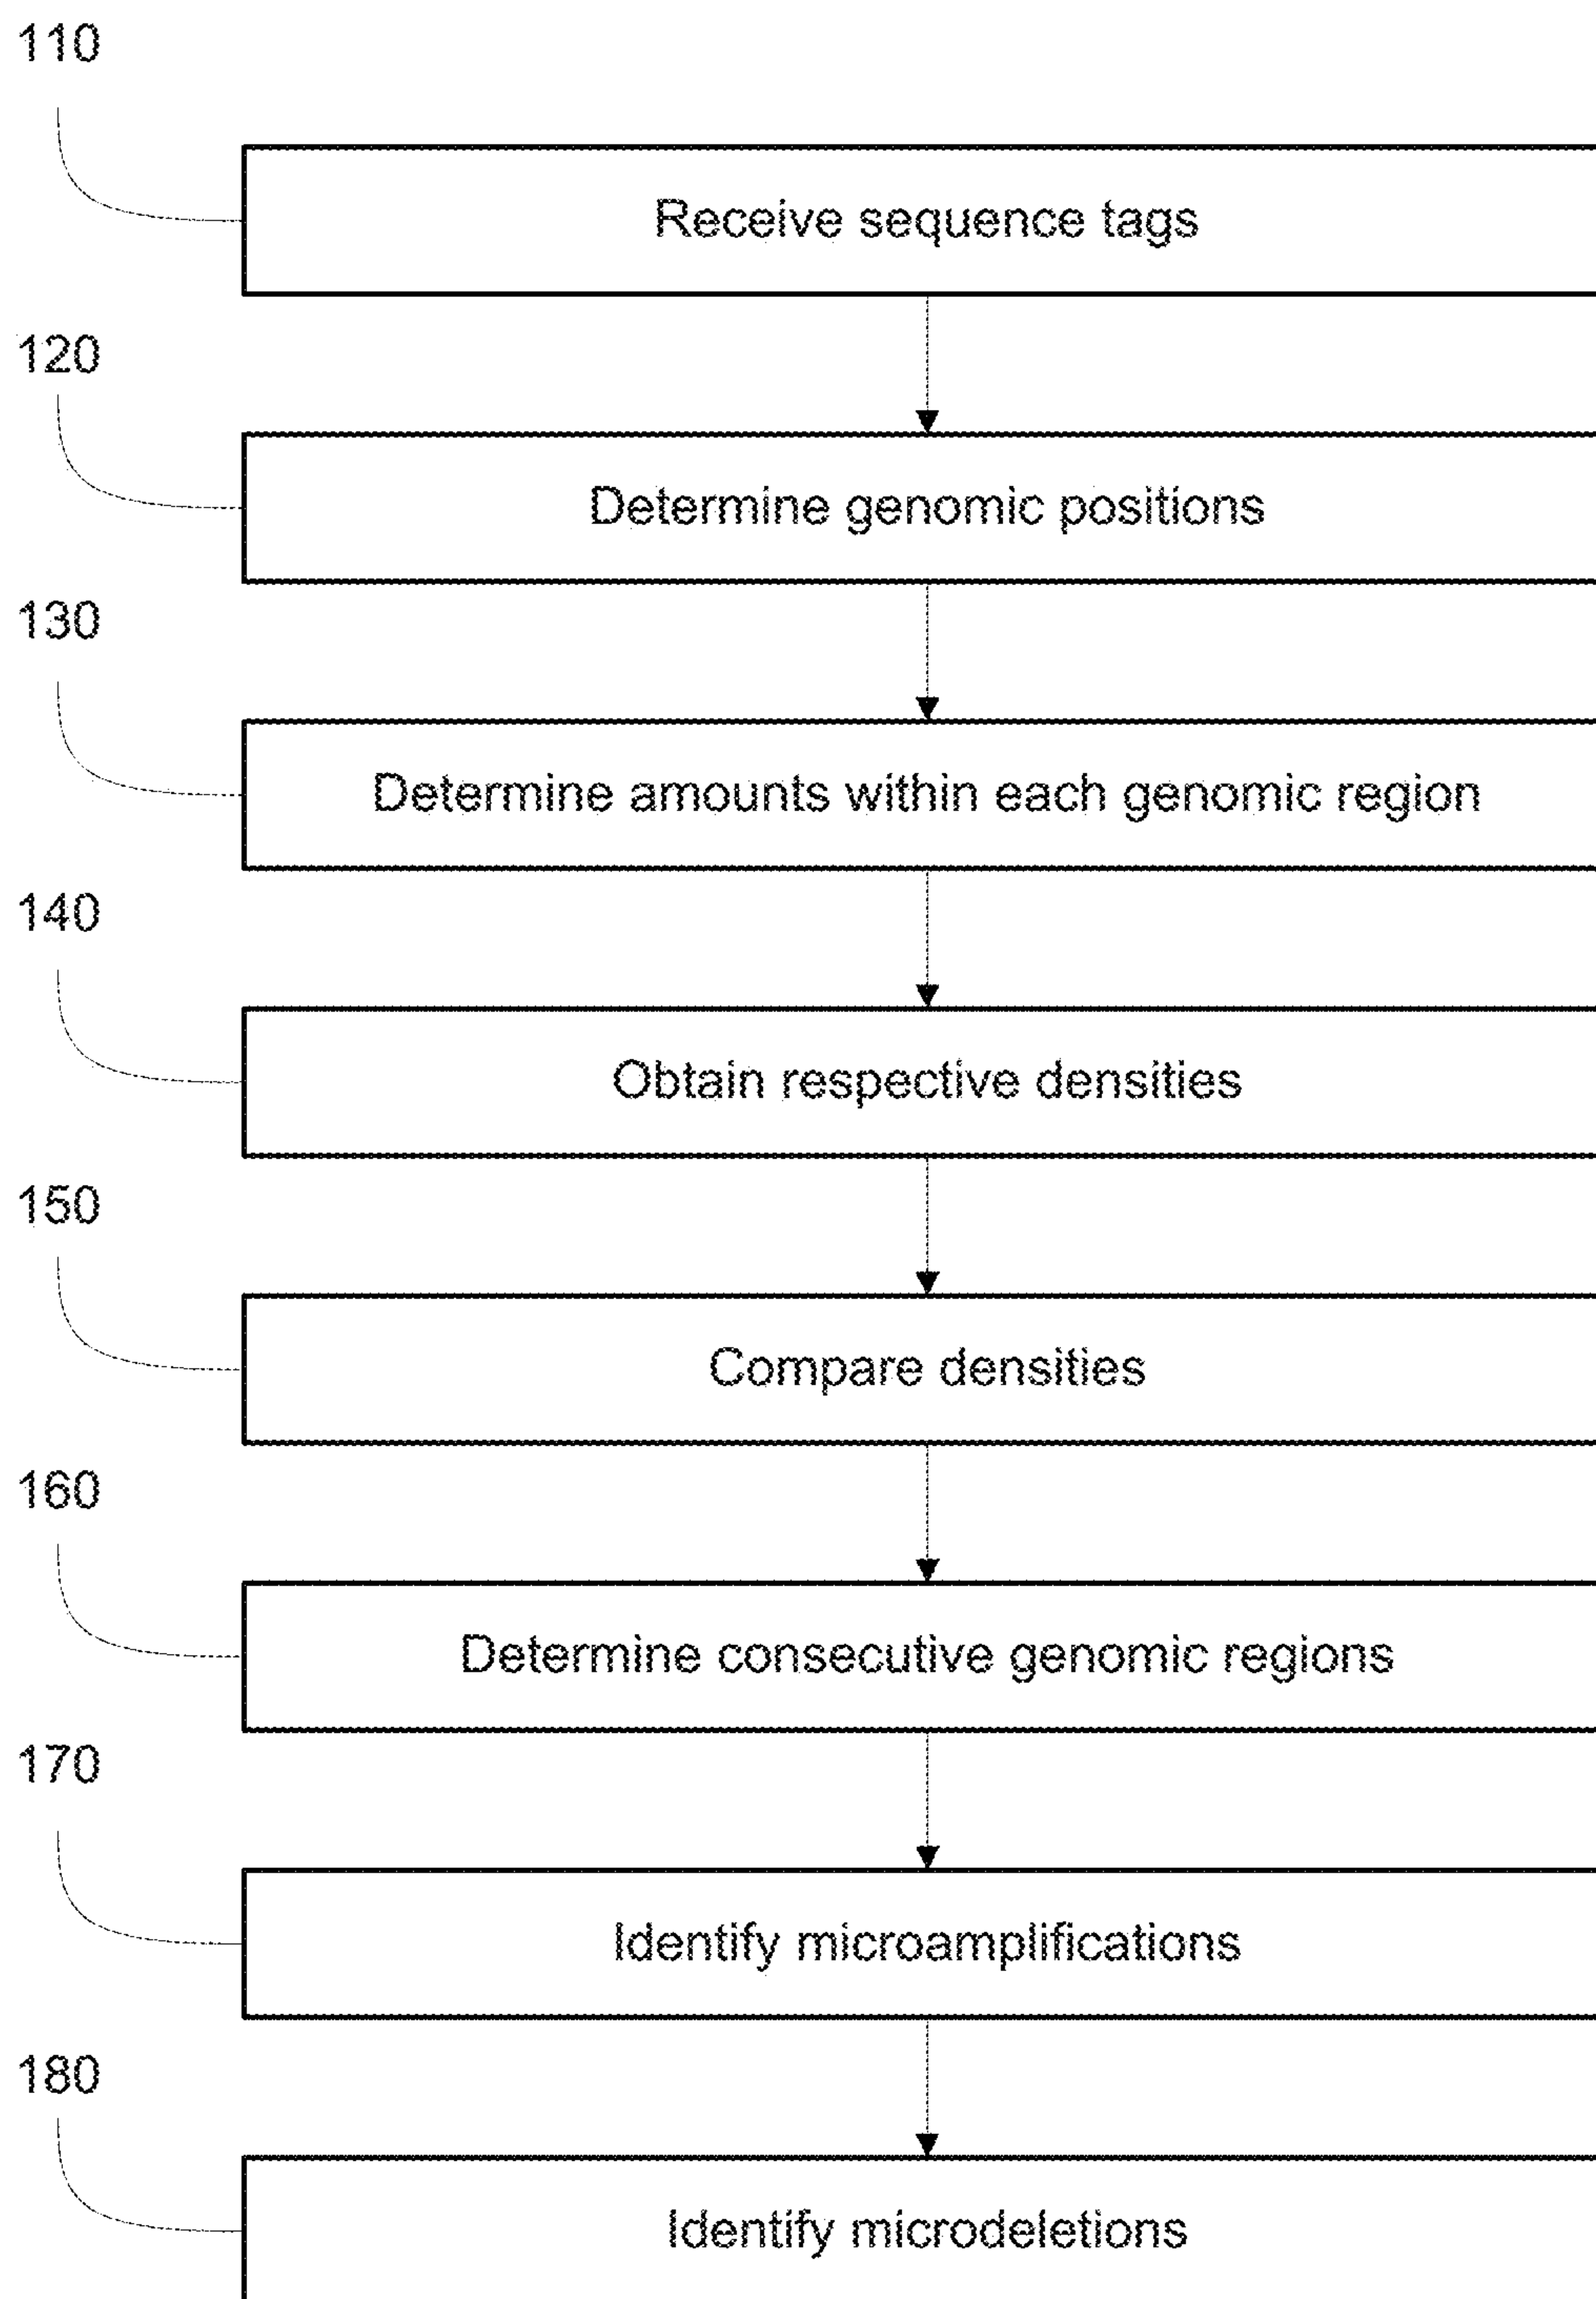 110
Receive sequence tags
120
Determine genomic positions
130
Determine amounts within each genomic region
140
Obtain respective densities
150
Compare densities
160
Determine consecutive genomic regions
170
Identify microamplifications
180
Identify microdeletions